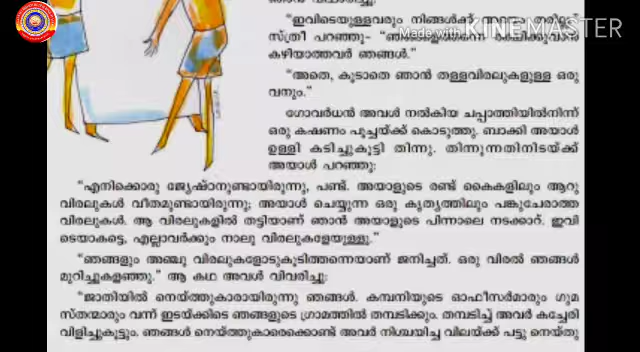 Made with KINEMASTER
"ഇവിടെയുള്ളവരും നിങ്ങൾക്ക്
സ്ത്രീ പറഞ്ഞു-
കഴിയാത്തവർ ഞങ്ങൾ."
"അതെ, കൂടാതെ ഞാൻ തള്ളവിരലുകളുള്ള ഒരു
വനും."
ഗോവർധൻ അവൾ നൽകിയ ചപ്പാത്തിയിൽനിന്ന്
ഒരു കഷണം പൂച്ചയ്ക്ക് കൊടുത്തു. ബാക്കി അയാൾ
ഉള്ളി കടിച്ചുകൂട്ടി തിന്നു. തിന്നുന്നതിനിടയ്ക്ക്
അയാൾ പറഞ്ഞു:
"എനിക്കൊരു ജ്യേഷ്ഠനുണ്ടായിരുന്നു, പണ്ട്. അയാളുടെ രണ്ട് കൈകളിലും ആറു
വിരലുകൾ വീതമുണ്ടായിരുന്നു; അയാൾ ചെയ്യുന്ന ഒരു കൃത്യത്തിലും പങ്കുചേരാത്ത
വിരലുകൾ. ആ വിരലുകളിൽ തട്ടിയാണ് ഞാൻ അയാളുടെ പിന്നാലെ നടക്കാറ്. ഇവി
ടെയാകട്ടെ, എല്ലാവർക്കും നാലു വിരലുകളേയുള്ളു."
"ഞങ്ങളും അഞ്ചു വിരലുകളോടുകൂടിത്തന്നെയാണ് ജനിച്ചത്. ഒരു വിരൽ ഞങ്ങൾ
മുറിച്ചുകളഞ്ഞു." ആ കഥ അവൾ വിവരിച്ചു:
"ജാതിയിൽ നെയ്ത്തുകാരായിരുന്നു ഞങ്ങൾ. കമ്പനിയുടെ ഓഫീസർമാരും ഗുമ
സ്തന്മാരും വന്ന് ഇടയ്ക്കിടെ ഞങ്ങളുടെ ഗ്രാമത്തിൽ തമ്പടിക്കും. തമ്പടിച്ച് അവർ കച്ചേരി
വിളിച്ചുകൂട്ടും. ഞങ്ങൾ നെയ്ത്തുകാരെക്കൊണ്ട് അവർ നിശ്ചയിച്ച വിലയ്ക്ക് പട്ടു നെയ്തു